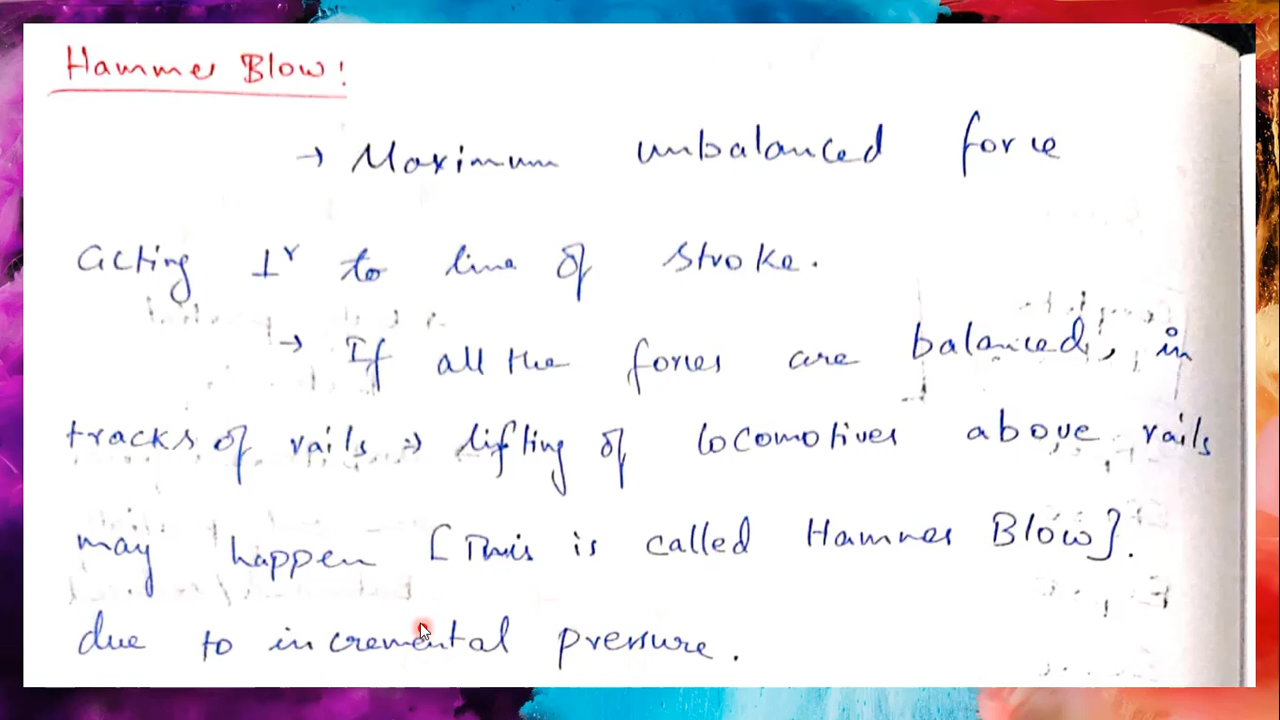 Hammer Blow!
→ Maximum unbalanced force
acting ⊥r to line of stroke.
→ If all the forces are balanced, in
tracks of rails ⇒ lifting of locomotives above rails
may happen [This is called Hammer Blow].
due to incremental pressure.